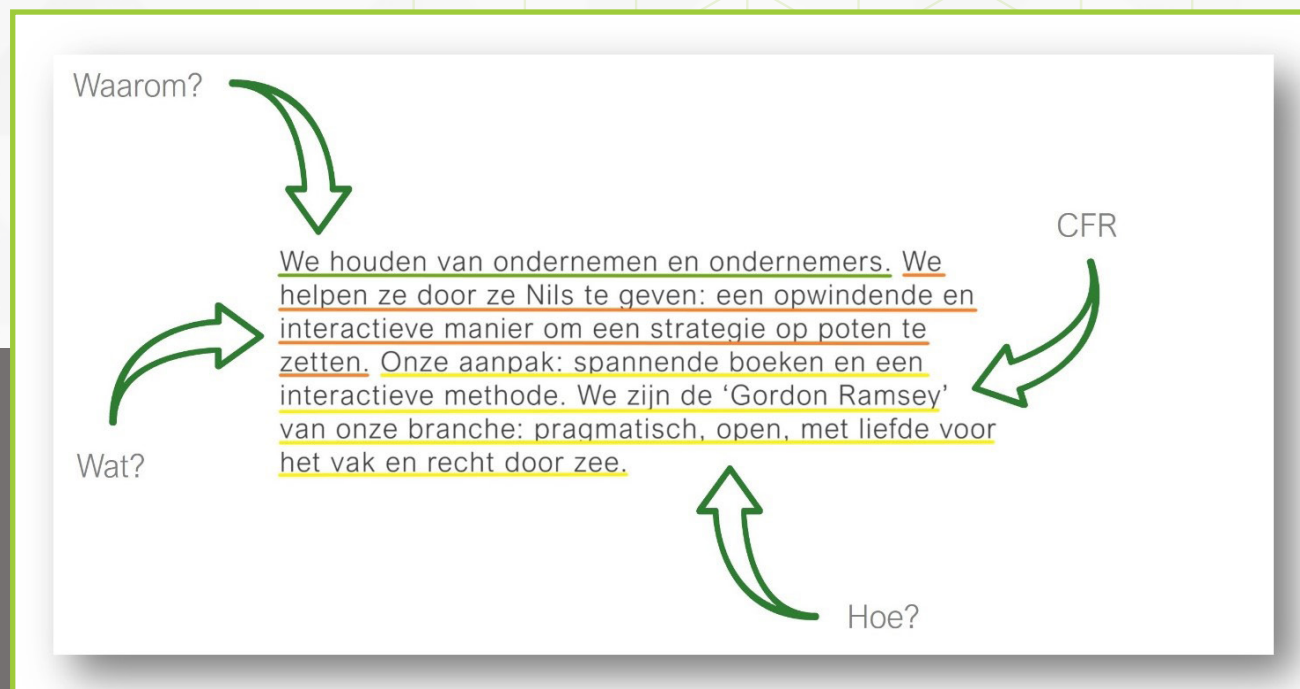 Waarom?
CFR
We houden van ondernemen en ondernemers. We
helpen ze door ze Nils te geven: een opwindende en
interactieve manier om een strategie op poten te
zetten. Onze aanpak: spannende boeken en een
interactieve methode. We zijn de ‘Gordon Ramsey’
van onze branche: pragmatisch, open, met liefde voor
het vak en recht door zee.
Wat?
Hoe?